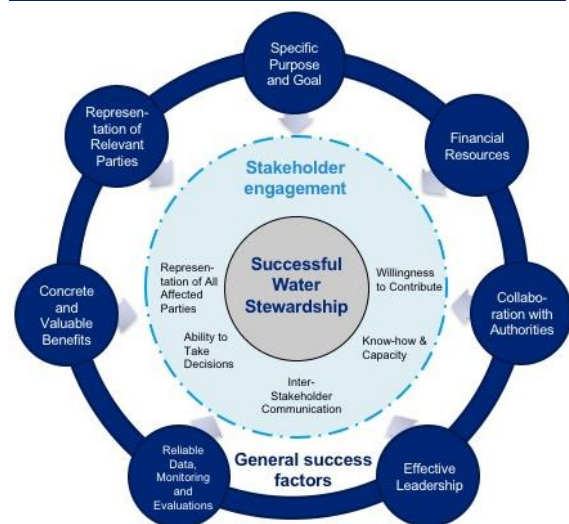 Specific
Purpose
and Goal
Financial
Resources
Collabo-
ration with
Authorities
Effective
Leadership
Reliable
Data,
Monitoring
and
Evaluations
Concrete
and
Valuable
Benefits
Represen-
tation of
Relevant
Parties
Stakeholder
engagement
Represen-
tation of All
Affected
Parties
Ability to
Take
Decisions
Inter-
Stakeholder
Communication
Know-how &
Capacity
Willingness
to Contribute
Successful
Water
Stewardship
General success
factors